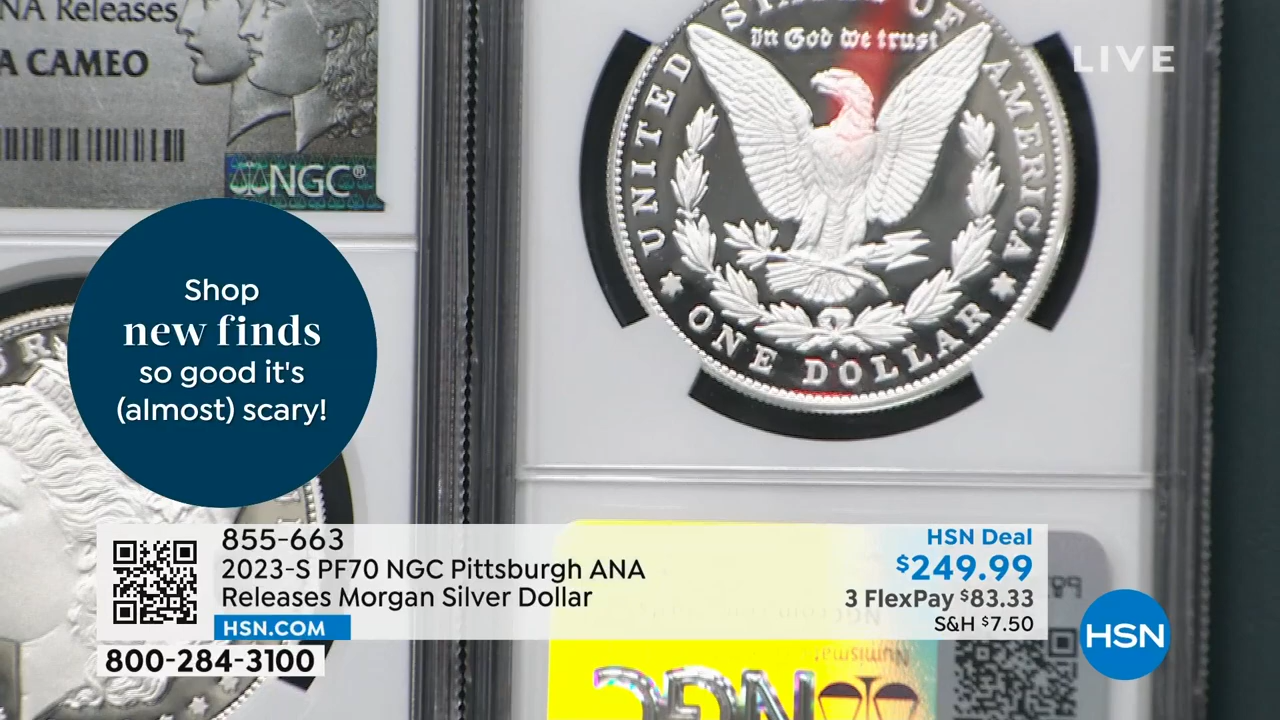 NA Releases
A CAMEO
NGC®
STATES OF
In God we trust
UNITED
AMERICA
ONE DOLLAR
LIVE
Shop
new finds
so good it's
(almost) scary!
855-663
2023-S PF70 NGC Pittsburgh ANA
Releases Morgan Silver Dollar
HSN.COM
800-284-3100
HSN Deal
$249.99
3 FlexPay $83.33
S&H $7.50
HSN
NGC